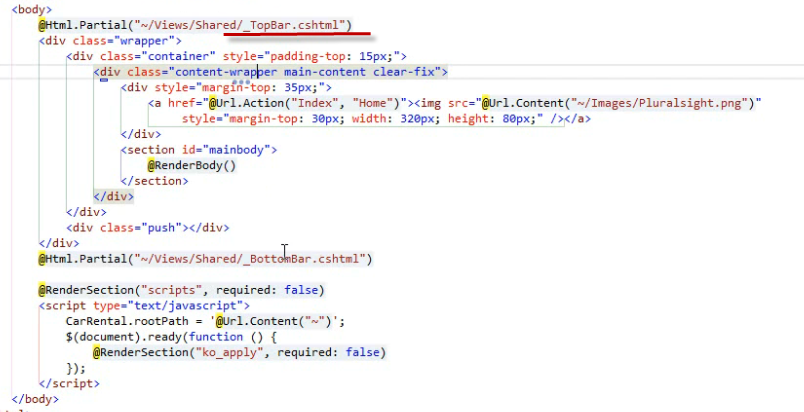 <body>
@Html.Partial("~/Views/Shared/_TopBar.cshtml")
<div class="wrapper">
<div class="container" style="padding-top: 15px;">
<div class="content-wrapper main-content clear-fix">
<div style="margin-top: 35px;">
<a href="@Url.Action("Index", "Home")"><img src="@Url.Content("~/Images/Pluralsight.png")"
style="margin-top: 30px; width: 320px; height: 80px;" /></a>
</div>
<section id="mainbody">
@RenderBody()
</section>
</div>
</div>
<div class="push"></div>
</div>
@Html.Partial("~/Views/Shared/_BottomBar.cshtml")
@RenderSection("scripts", required: false)
<script type="text/javascript">
CarRental.rootPath = '@Url.Content("~")';
$(document).ready(function () {
@RenderSection("ko_apply", required: false)
});
</script>
</body>